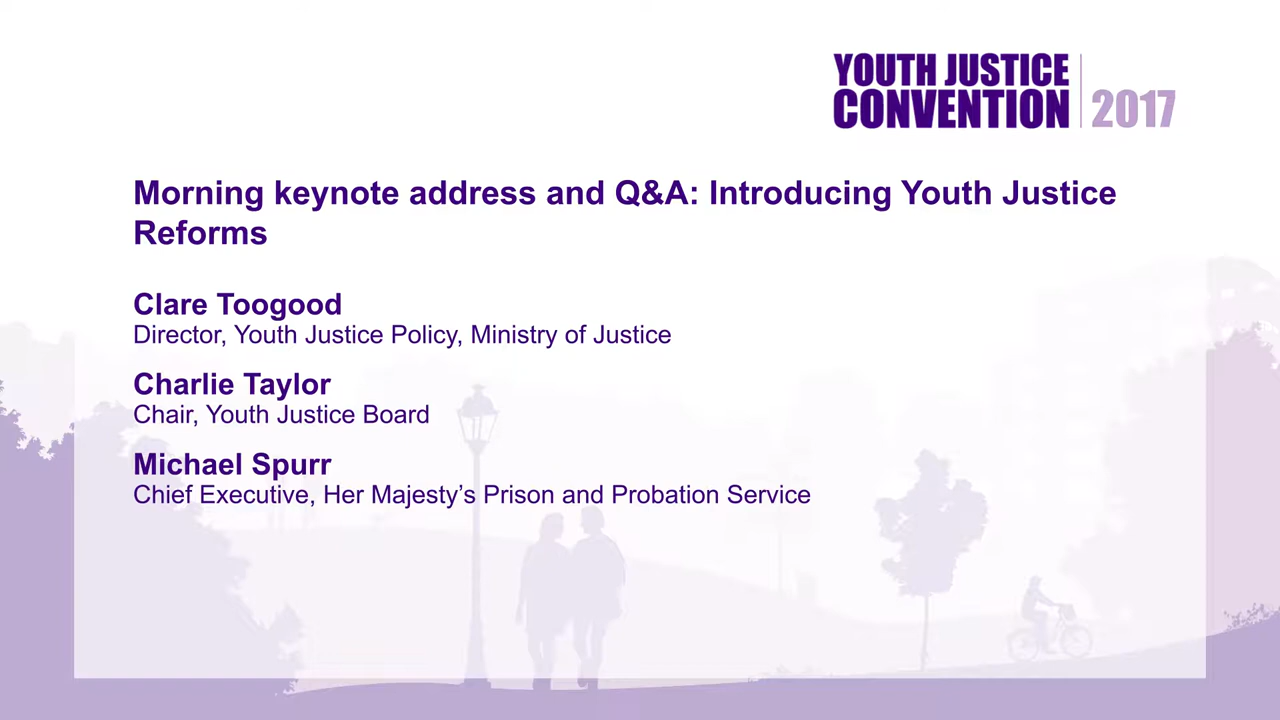 YOUTH JUSTICE
CONVENTION 2017
Morning keynote address and Q&A: Introducing Youth Justice
Reforms
Clare Toogood
Director, Youth Justice Policy, Ministry of Justice
Charlie Taylor
Chair, Youth Justice Board
Michael Spurr
Chief Executive, Her Majesty’s Prison and Probation Service